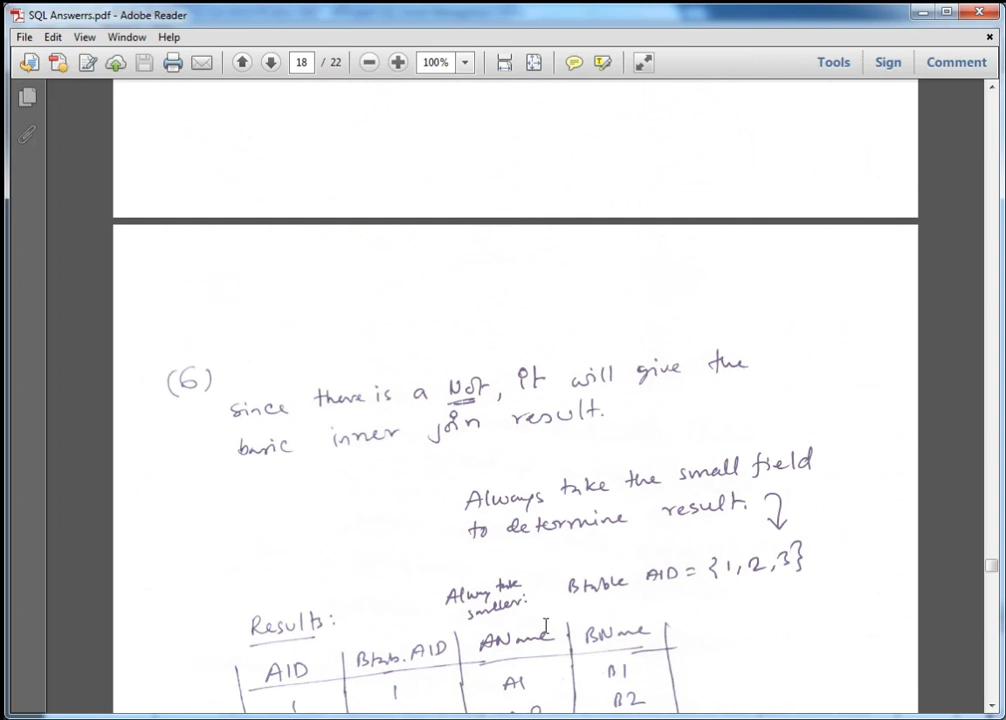 SQL Answerrs.pdf - Adobe Reader
File Edit View Window Help
18 / 22 100% Tools Sign Comment
(6)
since there is a Not, it will give the
basic inner join result.
Always take the small field
to determine result.
Always take
smaller:
Btable AID = {1, 2, 3}
Results:
AID Btab.AID AName BName
1 1 A1 B1
B2